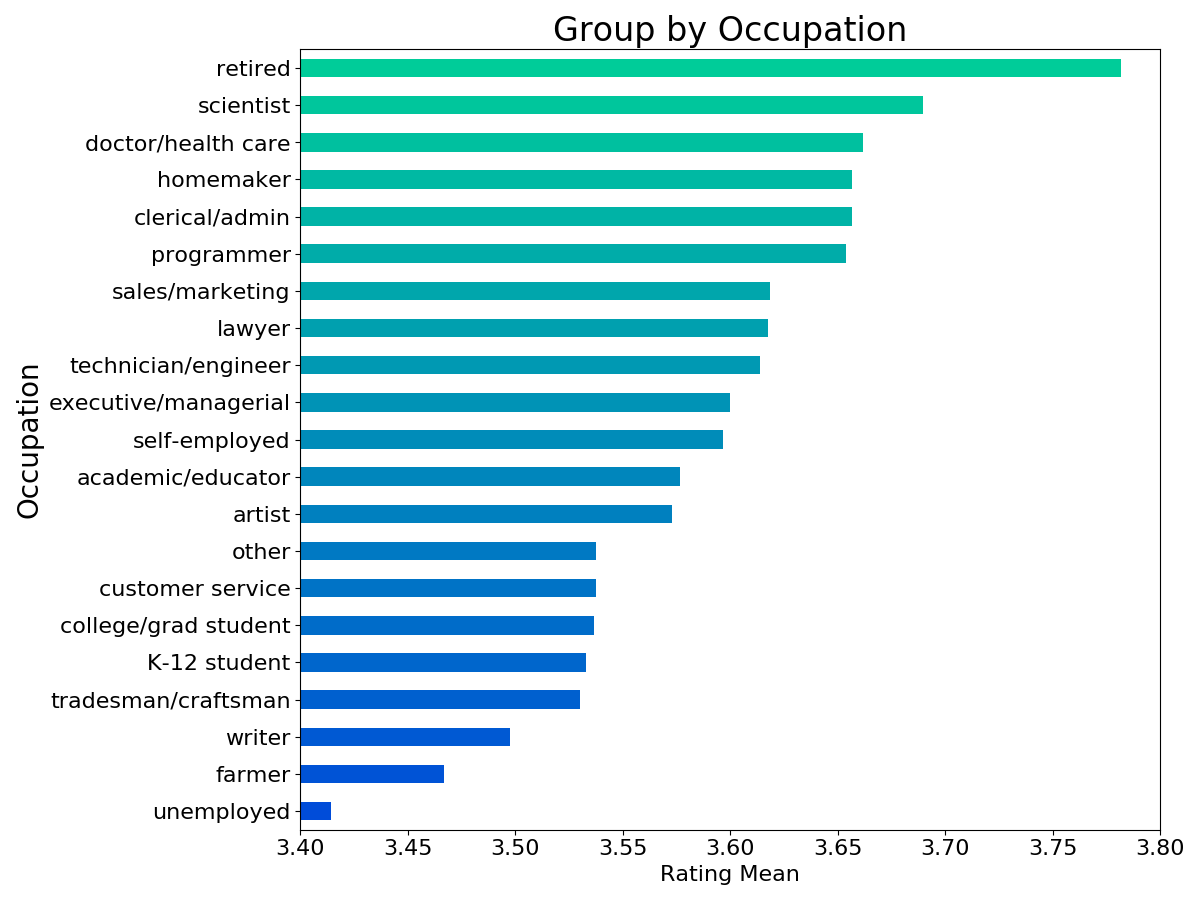 Group by Occupation
Occupation
retired
scientist
doctor/health care
homemaker
clerical/admin
programmer
sales/marketing
lawyer
technician/engineer
executive/managerial
self-employed
academic/educator
artist
other
customer service
college/grad student
K-12 student
tradesman/craftsman
writer
farmer
unemployed
3.40 3.45 3.50 3.55 3.60 3.65 3.70 3.75 3.80
Rating Mean